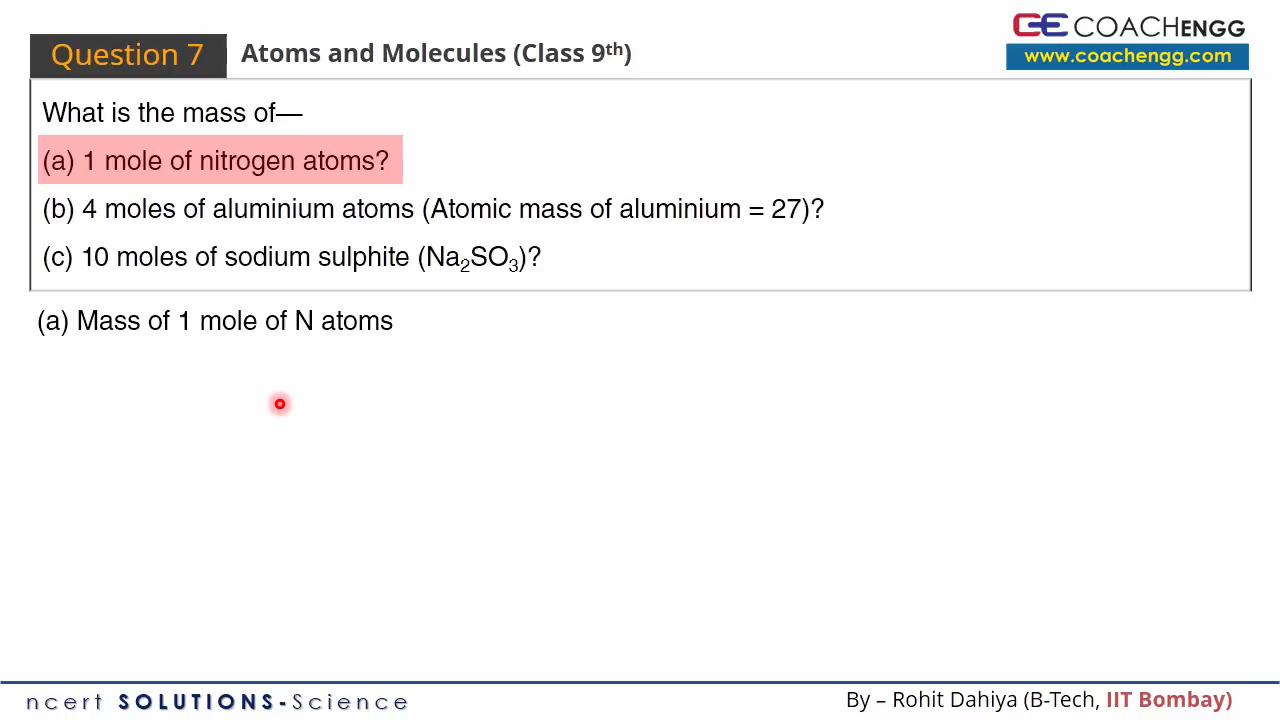 Question 7
Atoms and Molecules (Class 9th)
CE COACHENGG
www.coachengg.com
What is the mass of—
(a) 1 mole of nitrogen atoms?
(b) 4 moles of aluminium atoms (Atomic mass of aluminium = 27)?
(c) 10 moles of sodium sulphite (Na₂SO₃)?
(a) Mass of 1 mole of N atoms
ncert SOLUTIONS-Science
By – Rohit Dahiya (B-Tech, IIT Bombay)